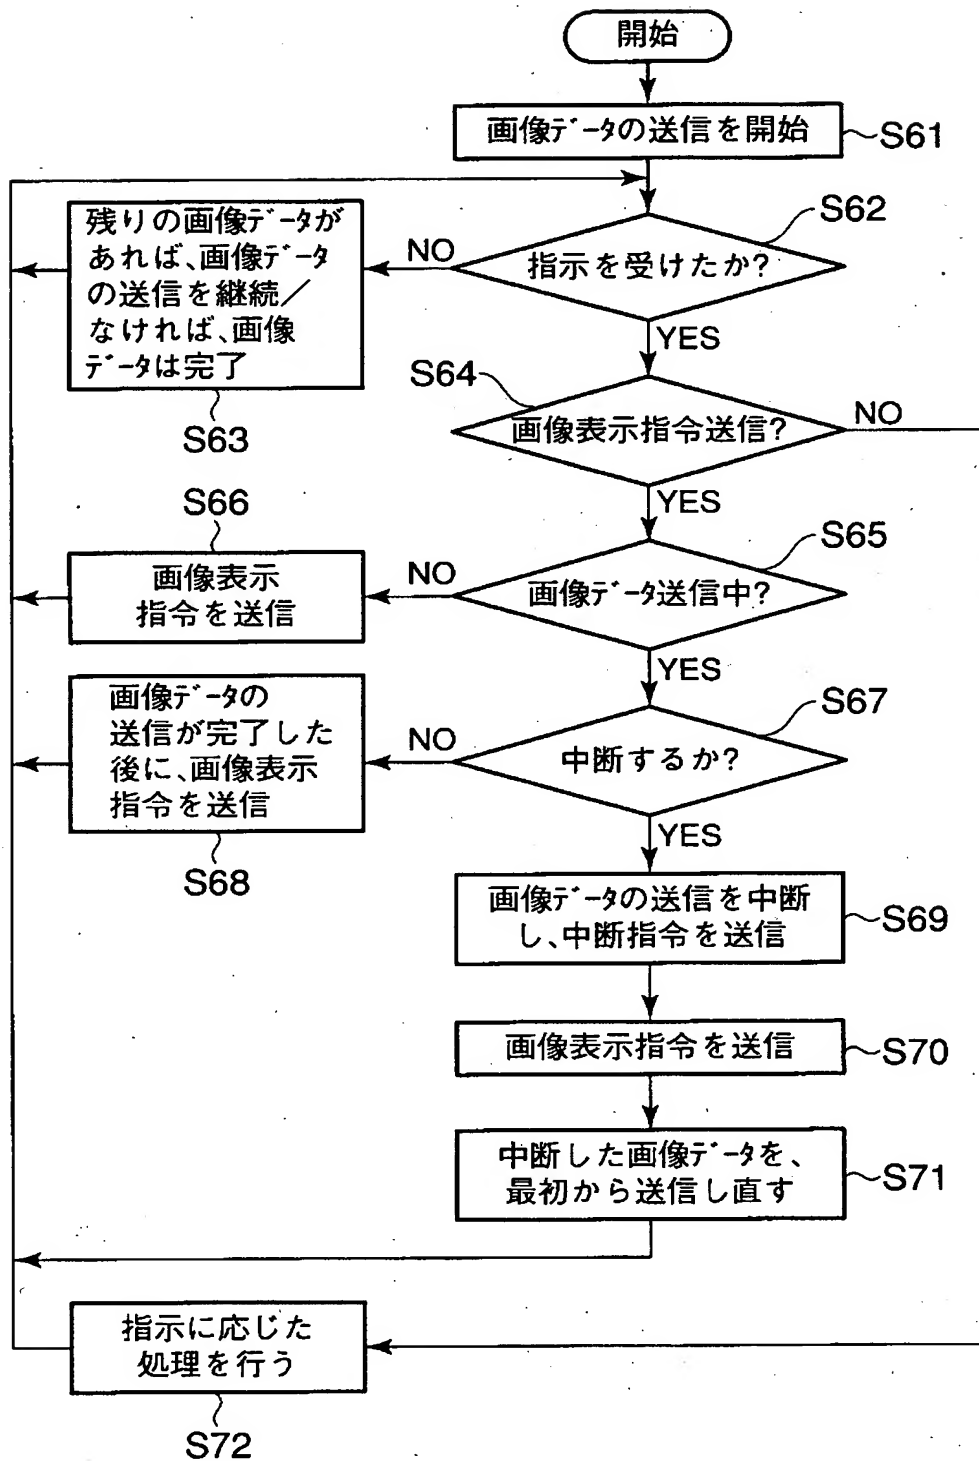 開始
画像データの送信を開始
S61
S62
指示を受けたか?
NO
YES
残りの画像データが
あれば、画像データ
の送信を継続/
なければ、画像
データは完了
S63
S64
画像表示指令送信?
NO
YES
S65
画像データ送信中?
NO
YES
S66
画像表示
指令を送信
S67
中断するか?
NO
YES
画像データの
送信が完了した
後に、画像表示
指令を送信
S68
画像データの送信を中断
し、中断指令を送信
S69
画像表示指令を送信
S70
中断した画像データを、
最初から送信し直す
S71
指示に応じた
処理を行う
S72